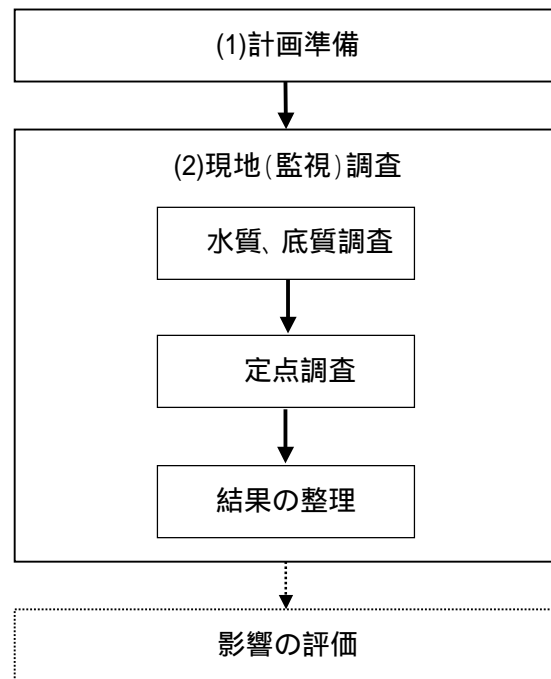 (1)計画準備
(2)現地(監視)調査
水質、底質調査
定点調査
結果の整理
影響の評価